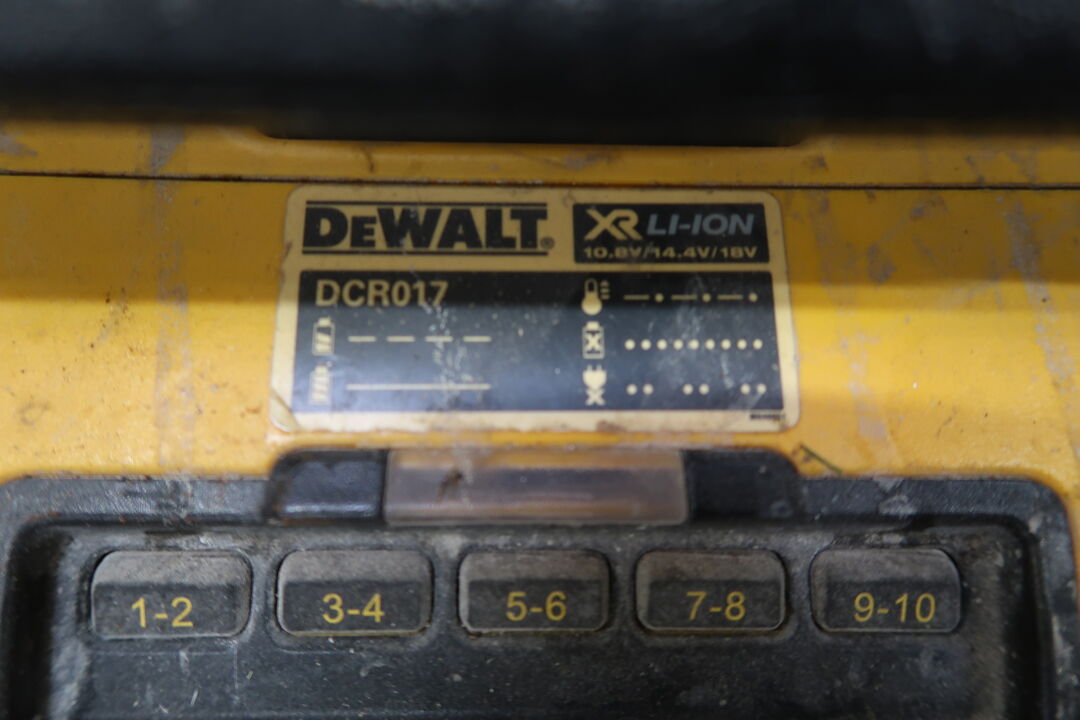 DEWALT®
XR LI-ION
10.8V/14.4V/18V
DCR017
1-2
3-4
5-6
7-8
9-10